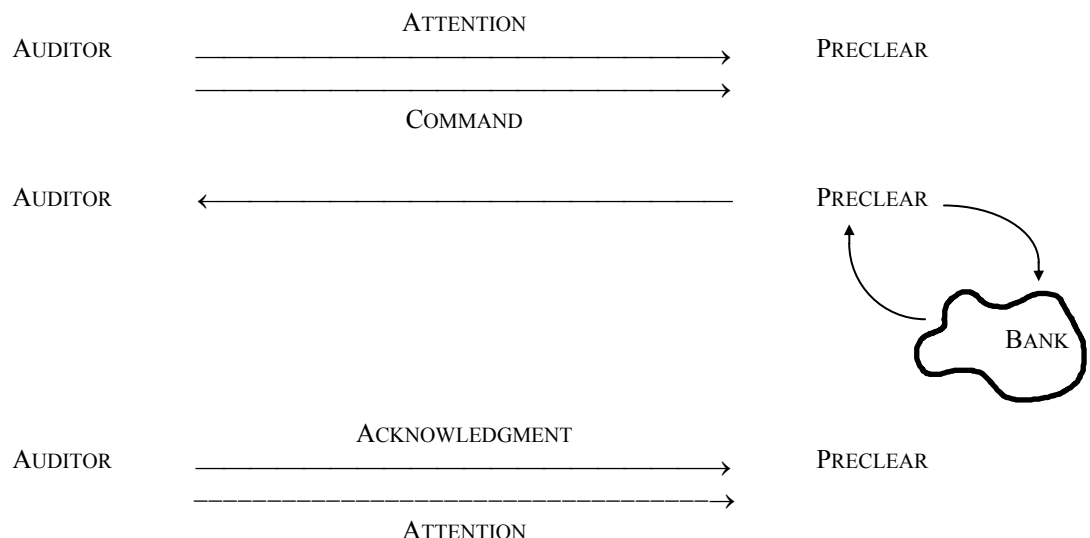 ATTENTION
AUDITOR PRECLEAR
COMMAND
AUDITOR PRECLEAR
BANK
ACKNOWLEDGMENT
AUDITOR PRECLEAR
ATTENTION